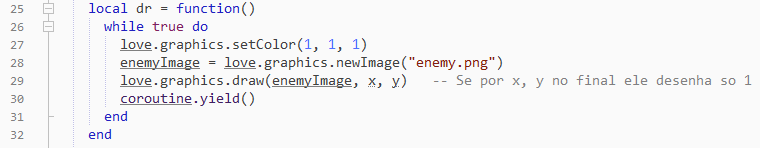 25 local dr = function()
26 while true do
27 love.graphics.setColor(1, 1, 1)
28 enemyImage = love.graphics.newImage("enemy.png")
29 love.graphics.draw(enemyImage, x, y) -- Se por x, y no final ele desenha so 1
30 coroutine.yield()
31 end
32 end